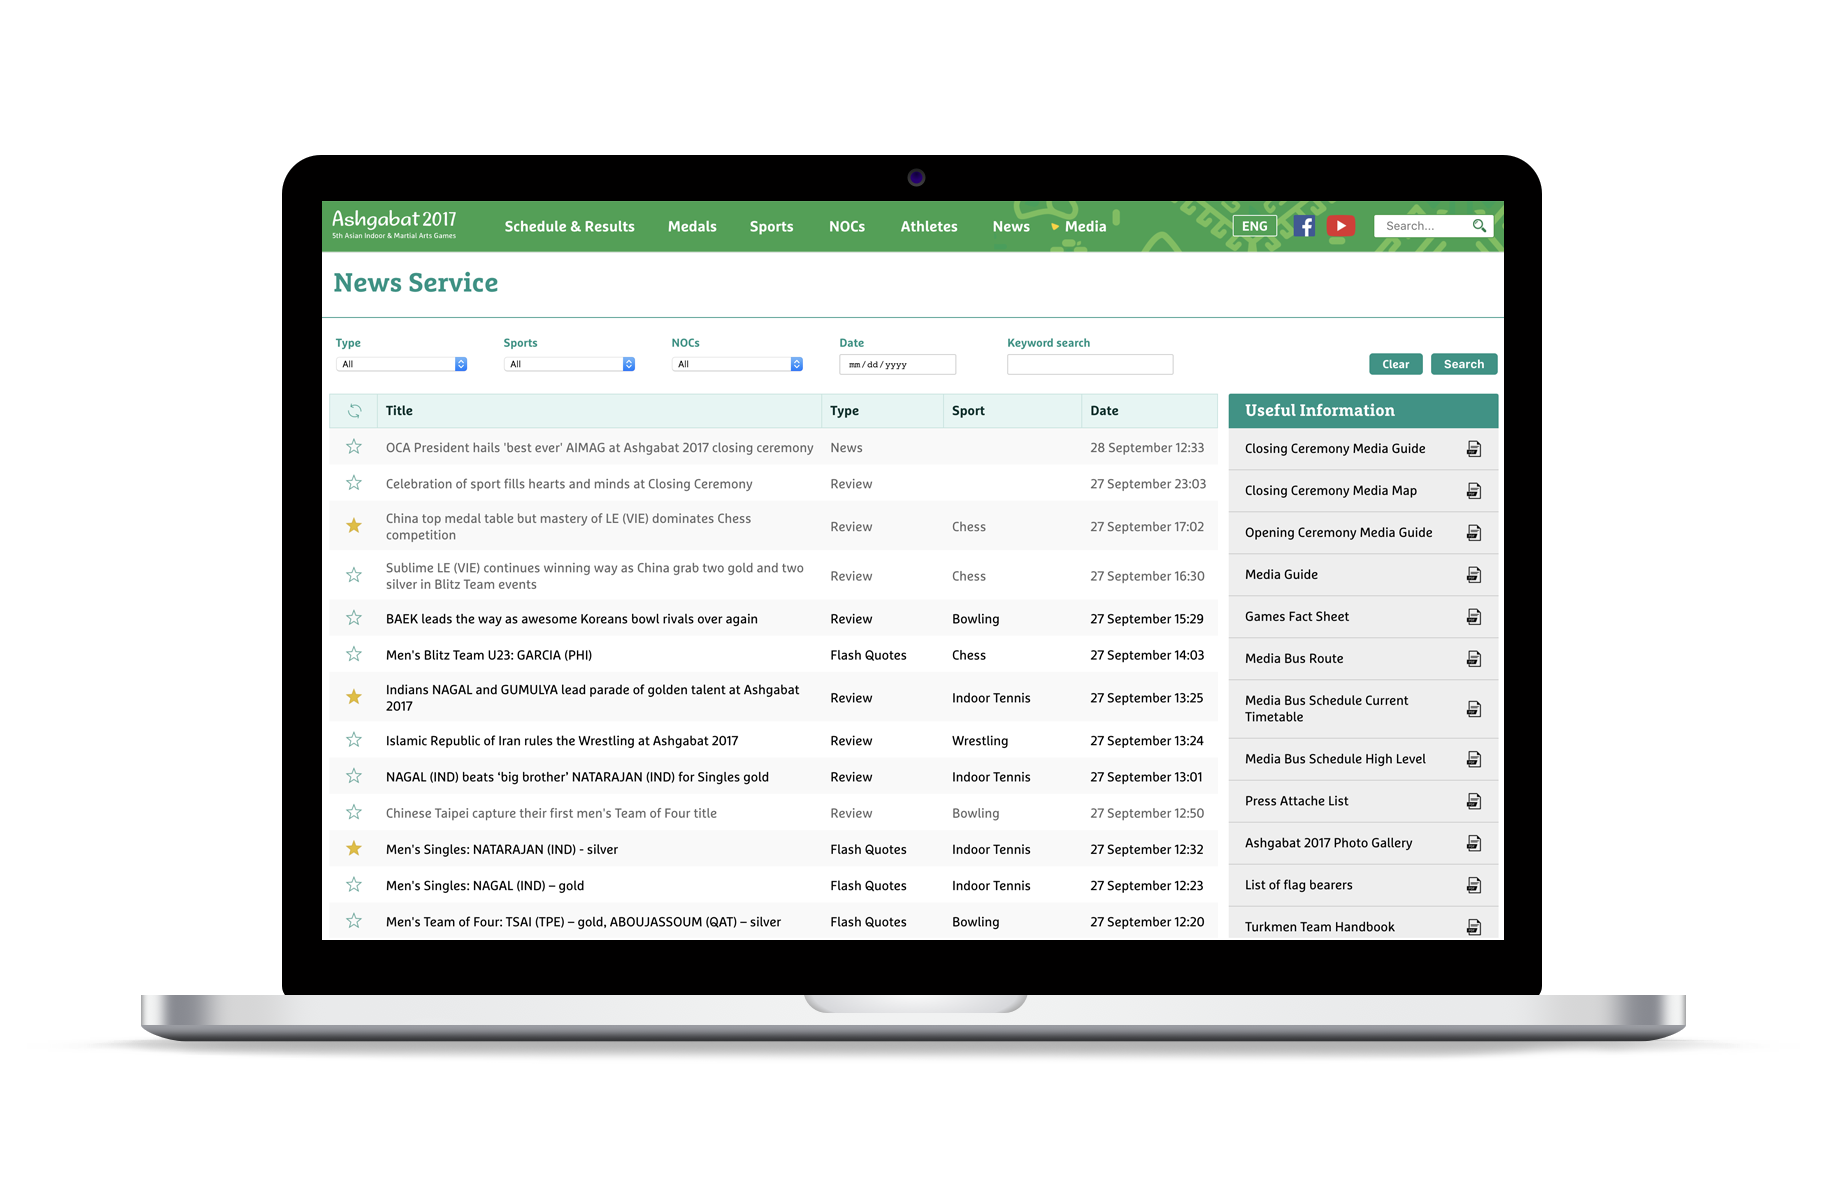 Ashgabat 2017
5th Asian Indoor & Martial Arts Games
Schedule & Results
Medals
Sports
NOCs
Athletes
News
Media
ENG
Search...
News Service
Type
Sports
NOCs
Date
Keyword search
All
All
All
mm/dd/yyyy
Clear
Search
Title
Type
Sport
Date
OCA President hails 'best ever' AIMAG at Ashgabat 2017 closing ceremony
News
28 September 12:33
Celebration of sport fills hearts and minds at Closing Ceremony
Review
27 September 23:03
China top medal table but mastery of LE (VIE) dominates Chess
competition
Review
Chess
27 September 17:02
Sublime LE (VIE) continues winning way as China grab two gold and two
silver in Blitz Team events
Review
Chess
27 September 16:30
BAEK leads the way as awesome Koreans bowl rivals over again
Review
Bowling
27 September 15:29
Men's Blitz Team U23: GARCIA (PHI)
Flash Quotes
Chess
27 September 14:03
Indians NAGAL and GUMULYA lead parade of golden talent at Ashgabat
2017
Review
Indoor Tennis
27 September 13:25
Islamic Republic of Iran rules the Wrestling at Ashgabat 2017
Review
Wrestling
27 September 13:24
NAGAL (IND) beats ‘big brother’ NATARAJAN (IND) for Singles gold
Review
Indoor Tennis
27 September 13:01
Chinese Taipei capture their first men's Team of Four title
Review
Bowling
27 September 12:50
Men's Singles: NATARAJAN (IND) - silver
Flash Quotes
Indoor Tennis
27 September 12:32
Men's Singles: NAGAL (IND) – gold
Flash Quotes
Indoor Tennis
27 September 12:23
Men's Team of Four: TSAI (TPE) – gold, ABOUJASSOUM (QAT) – silver
Flash Quotes
Bowling
27 September 12:20
Useful Information
Closing Ceremony Media Guide
Closing Ceremony Media Map
Opening Ceremony Media Guide
Media Guide
Games Fact Sheet
Media Bus Route
Media Bus Schedule Current
Timetable
Media Bus Schedule High Level
Press Attache List
Ashgabat 2017 Photo Gallery
List of flag bearers
Turkmen Team Handbook